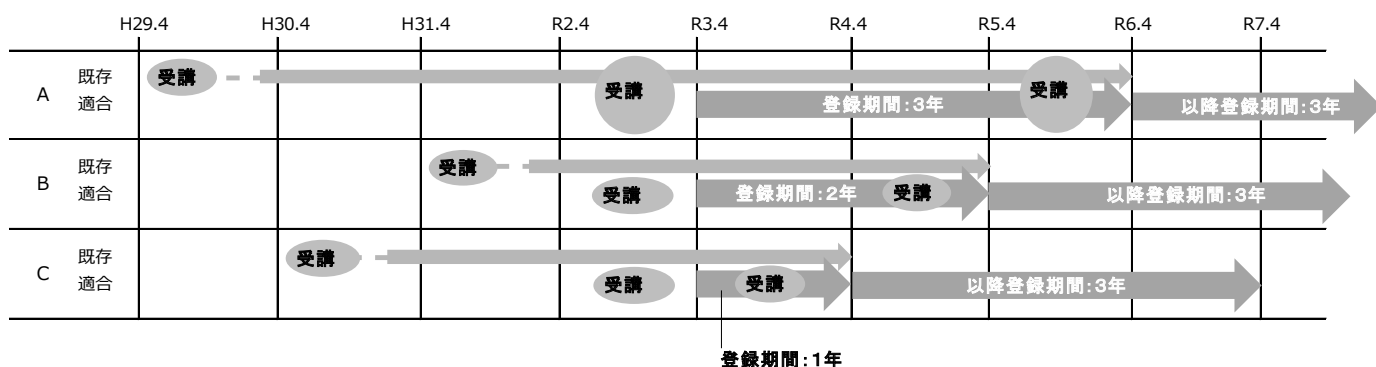 H29.4 H30.4 H31.4 R2.4 R3.4 R4.4 R5.4 R6.4 R7.4
A
既存 受講 受講 受講
適合 登録期間:3年 以降登録期間:3年
B
既存 受講
適合 受講 登録期間:2年 受講 以降登録期間:3年
C
既存 受講
適合 受講 受講 以降登録期間:3年
登録期間:1年